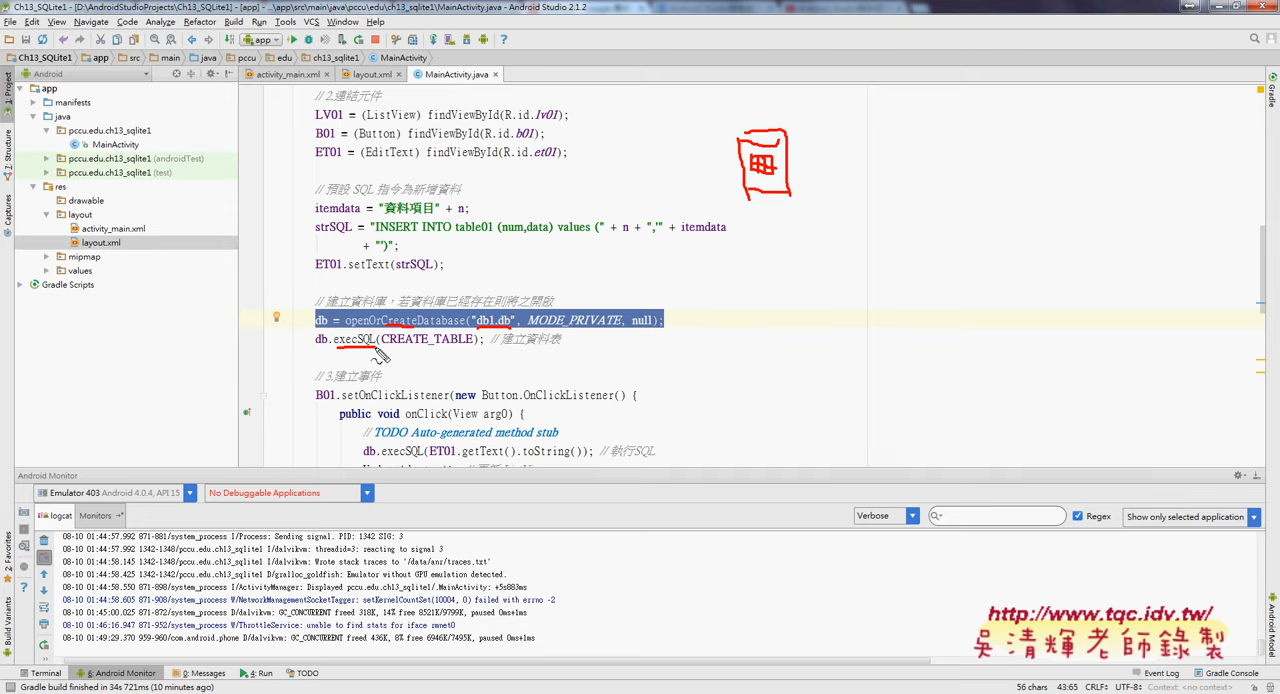 Ch13_SQLite1 - [D:\AndroidStudioProjects\Ch13_SQLite1] - [app] - ...\app\src\main\java\pccu\edu\ch13_sqlite1\MainActivity.java - Android Studio 2.1.2
File Edit View Navigate Code Analyze Refactor Build Run Tools VCS Window Help
app
Ch13_SQLite1 app src main java pccu edu ch13_sqlite1 MainActivity
Android
activity_main.xml layout.xml MainActivity.java
1: Project
7: Structure
Captures
2: Favorites
Build Variants
app
manifests
java
pccu.edu.ch13_sqlite1
MainActivity
pccu.edu.ch13_sqlite1 (androidTest)
pccu.edu.ch13_sqlite1 (test)
res
drawable
layout
activity_main.xml
layout.xml
mipmap
values
Gradle Scripts
// 2.連結元件
LV01 = (ListView) findViewById(R.id.lv01);
B01 = (Button) findViewById(R.id.b01);
ET01 = (EditText) findViewById(R.id.et01);
// 預設 SQL 指令為新增資料
itemdata = "資料項目" + n;
strSQL = "INSERT INTO table01 (num,data) values (" + n + ",'" + itemdata
+ "')";
ET01.setText(strSQL);
// 建立資料庫，若資料庫已經存在則將之開啟
db = openOrCreateDatabase("db1.db", MODE_PRIVATE, null);
db.execSQL(CREATE_TABLE); // 建立資料表
// 3.建立事件
B01.setOnClickListener(new Button.OnClickListener() {
public void onClick(View arg0) {
// TODO Auto-generated method stub
db.execSQL(ET01.getText().toString()); // 執行SQL
Gradle
Android Model
Android Monitor
Emulator 403 Android 4.0.4, API 15 No Debuggable Applications
logcat Monitors Verbose Regex Show only selected application
08-10 01:44:57.992 871-881/system_process I/Process: Sending signal. PID: 1342 SIG: 3
08-10 01:44:57.992 1342-1348/pccu.edu.ch13_sqlite1 I/dalvikvm: threadid=3: reacting to signal 3
08-10 01:44:58.145 1342-1348/pccu.edu.ch13_sqlite1 I/dalvikvm: Wrote stack traces to '/data/anr/traces.txt'
08-10 01:44:58.425 1342-1342/pccu.edu.ch13_sqlite1 D/gralloc_goldfish: Emulator without GPU emulation detected.
08-10 01:44:58.550 871-898/system_process I/ActivityManager: Displayed pccu.edu.ch13_sqlite1/.MainActivity: +5s883ms
08-10 01:44:58.605 871-908/system_process W/NetworkManagementSocketTagger: setKernelCountSet(10004, 0) failed with errno -2
08-10 01:45:00.025 871-872/system_process D/dalvikvm: GC_CONCURRENT freed 318K, 14% free 8521K/9799K, paused 0ms+1ms
08-10 01:46:16.947 871-952/system_process W/ThrottleService: unable to find stats for iface rmnet0
08-10 01:49:29.370 959-960/com.android.phone D/dalvikvm: GC_CONCURRENT freed 436K, 8% free 6946K/7495K, paused 0ms+1ms
http://www.tqc.idv.tw/
吳清輝老師錄製
Terminal 6: Android Monitor 0: Messages 4: Run TODO Event Log Gradle Console
Gradle build finished in 34s 721ms (10 minutes ago) 56 chars 43:65 CRLF÷ UTF-8÷ Context: <no context>